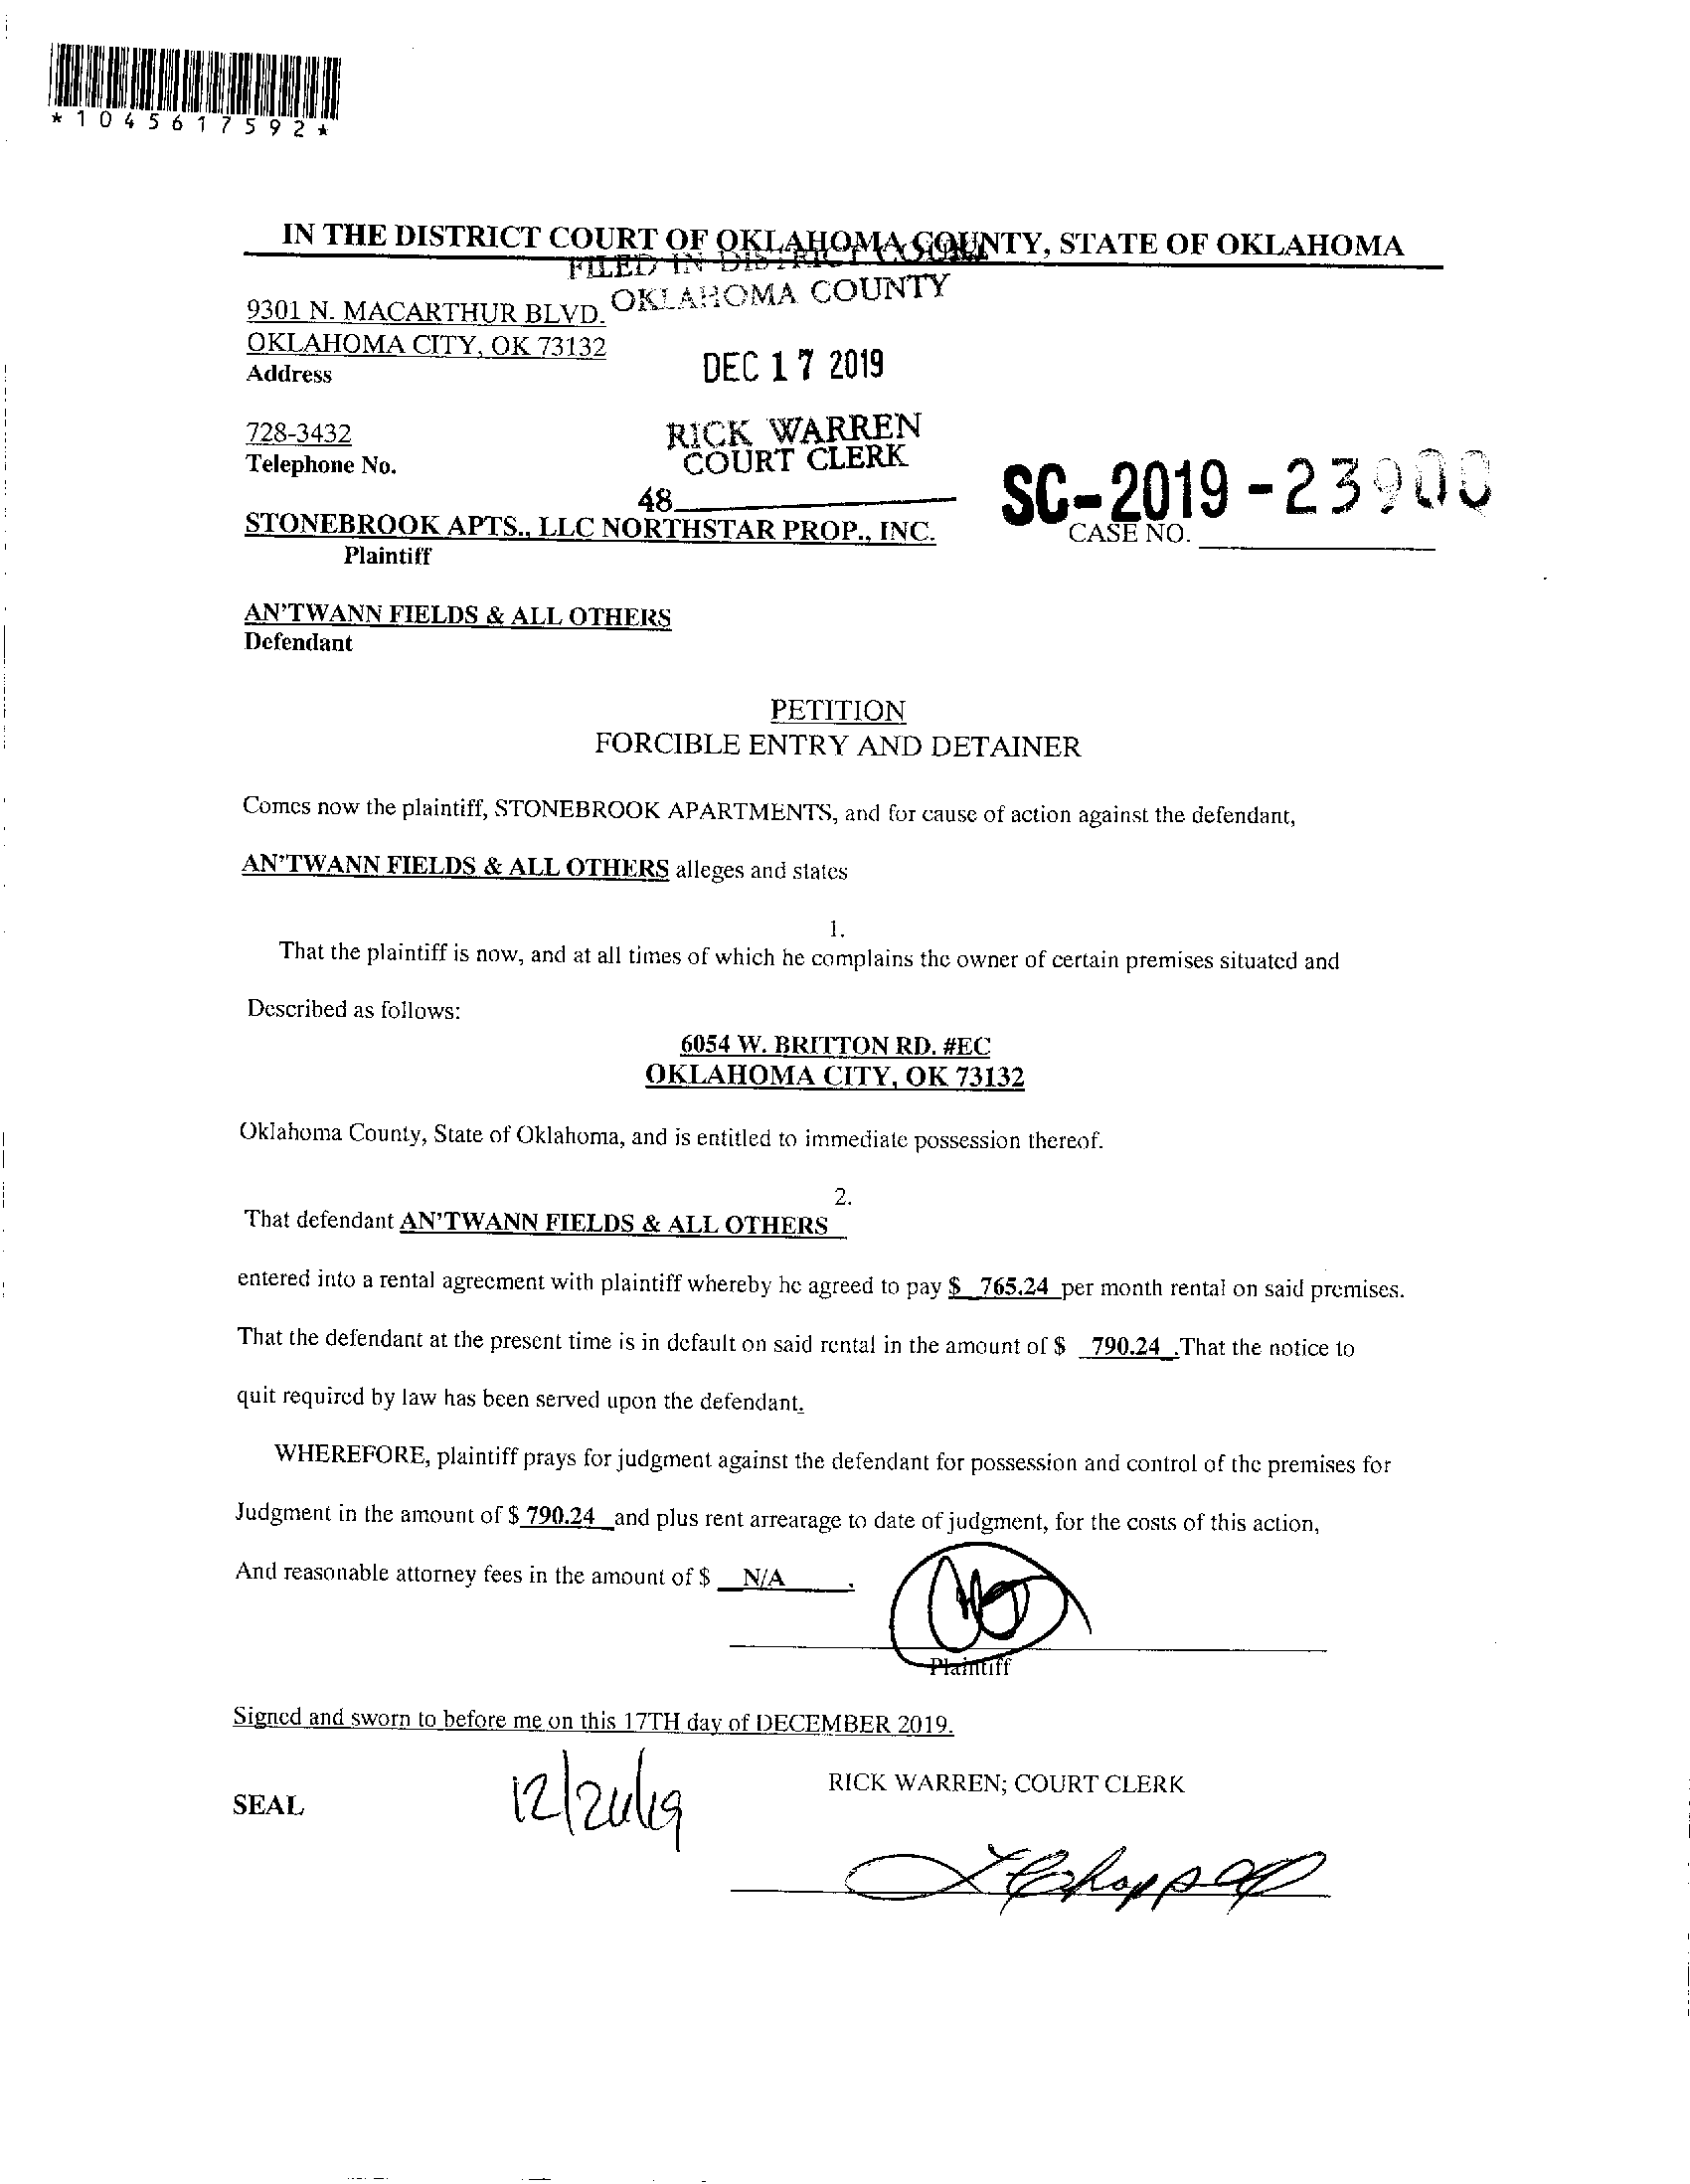 *1045617592*
IN THE DISTRICT COURT OF OKLAHOMA COUNTY, STATE OF OKLAHOMA
FILED IN DISTRICT COURT
OKLAHOMA COUNTY
9301 N. MACARTHUR BLVD.
OKLAHOMA CITY, OK 73132
Address
DEC 17 2019
728-3432
Telephone No.
RICK WARREN
COURT CLERK
48
SC-2019-23900
STONEBROOK APTS., LLC NORTHSTAR PROP., INC.
CASE NO.
Plaintiff
AN'TWANN FIELDS & ALL OTHERS
Defendant
PETITION
FORCIBLE ENTRY AND DETAINER
Comes now the plaintiff, STONEBROOK APARTMENTS, and for cause of action against the defendant,
AN'TWANN FIELDS & ALL OTHERS alleges and states
1.
That the plaintiff is now, and at all times of which he complains the owner of certain premises situated and
Described as follows:
6054 W. BRITTON RD. #EC
OKLAHOMA CITY, OK 73132
Oklahoma County, State of Oklahoma, and is entitled to immediate possession thereof.
2.
That defendant AN'TWANN FIELDS & ALL OTHERS
entered into a rental agreement with plaintiff whereby he agreed to pay $ 765.24 per month rental on said premises.
That the defendant at the present time is in default on said rental in the amount of $ 790.24 .That the notice to
quit required by law has been served upon the defendant.
WHEREFORE, plaintiff prays for judgment against the defendant for possession and control of the premises for
Judgment in the amount of $ 790.24 and plus rent arrearage to date of judgment, for the costs of this action,
And reasonable attorney fees in the amount of $ N/A .
Plaintiff
Signed and sworn to before me on this 17TH day of DECEMBER 2019.
RICK WARREN; COURT CLERK
SEAL